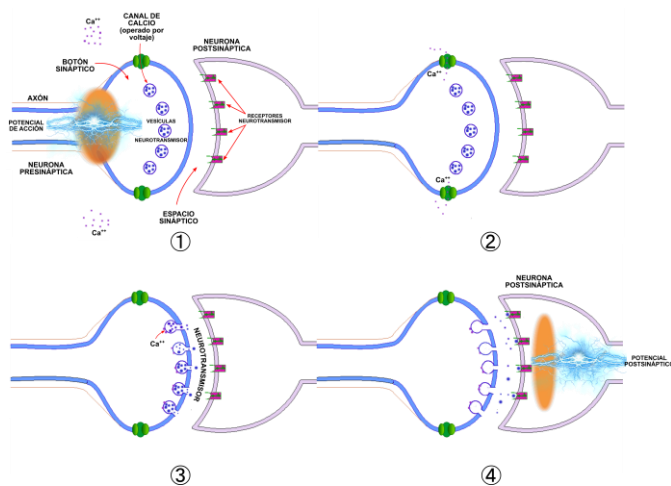 Ca++
CANAL DE
CALCIO
(operado por
voltaje)
BOTÓN
SINÁPTICO
NEURONA
POSTSINÁPTICA
AXÓN
POTENCIAL
DE ACCIÓN
VESÍCULAS
NEUROTRANSMISOR
RECEPTORES
NEUROTRANSMISOR
NEURONA
PRESINÁPTICA
Ca++
ESPACIO
SINÁPTICO
1
Ca++
Ca++
2
Ca++
NEUROTRANSMISOR
3
NEURONA
POSTSINÁPTICA
POTENCIAL
POSTSINÁPTICO
4